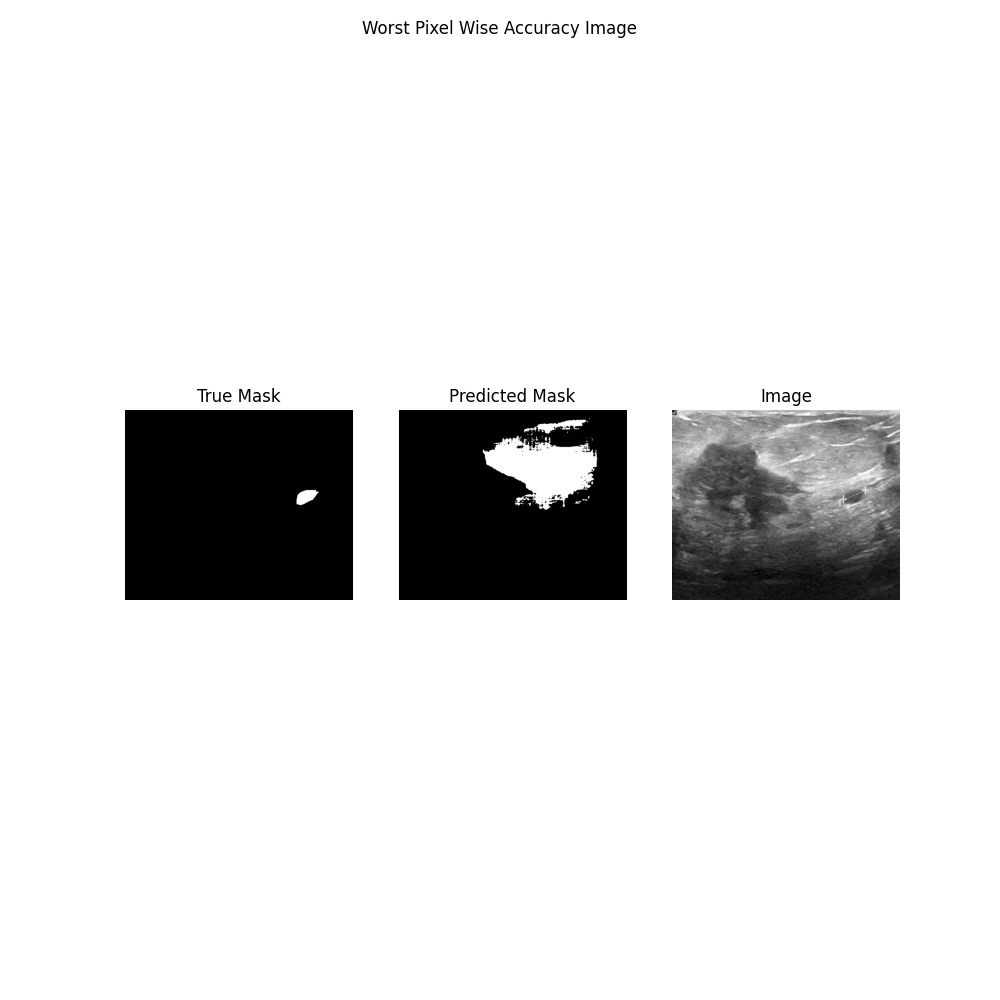 Worst Pixel Wise Accuracy Image
True Mask
Predicted Mask
Image